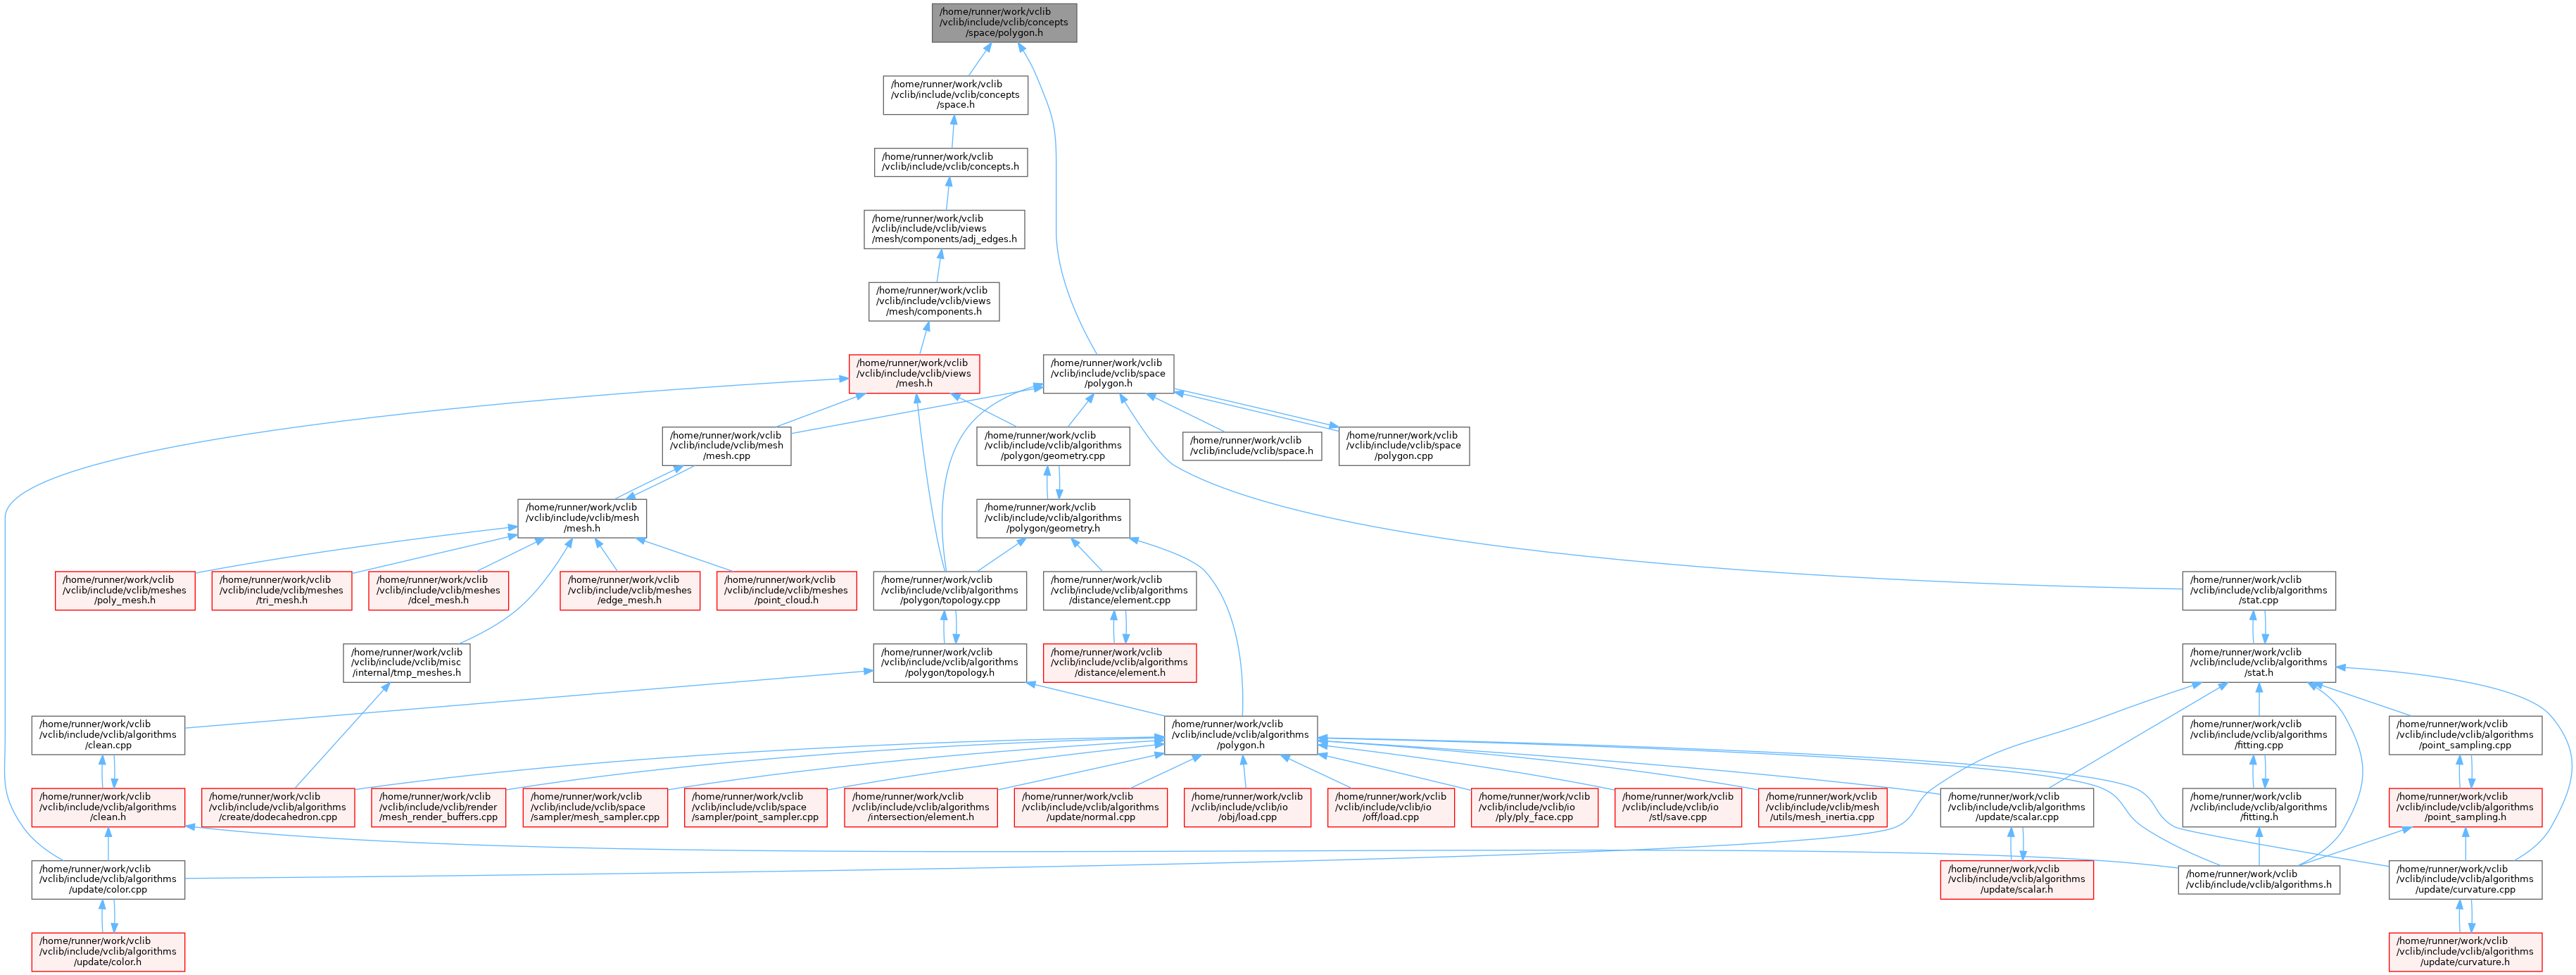 /home/runner/work/vclib
/vclib/include/vclib/concepts
/space/polygon.h
/home/runner/work/vclib
/vclib/include/vclib/concepts
/space.h
/home/runner/work/vclib
/vclib/include/vclib/concepts.h
/home/runner/work/vclib
/vclib/include/vclib/views
/mesh/components/adj_edges.h
/home/runner/work/vclib
/vclib/include/vclib/views
/mesh/components.h
/home/runner/work/vclib
/vclib/include/vclib/views
/mesh.h
/home/runner/work/vclib
/vclib/include/vclib/space
/polygon.h
/home/runner/work/vclib
/vclib/include/vclib/mesh
/mesh.cpp
/home/runner/work/vclib
/vclib/include/vclib/algorithms
/polygon/geometry.cpp
/home/runner/work/vclib
/vclib/include/vclib/space.h
/home/runner/work/vclib
/vclib/include/vclib/space
/polygon.cpp
/home/runner/work/vclib
/vclib/include/vclib/mesh
/mesh.h
/home/runner/work/vclib
/vclib/include/vclib/algorithms
/polygon/geometry.h
/home/runner/work/vclib
/vclib/include/vclib/meshes
/poly_mesh.h
/home/runner/work/vclib
/vclib/include/vclib/meshes
/tri_mesh.h
/home/runner/work/vclib
/vclib/include/vclib/meshes
/dcel_mesh.h
/home/runner/work/vclib
/vclib/include/vclib/meshes
/edge_mesh.h
/home/runner/work/vclib
/vclib/include/vclib/meshes
/point_cloud.h
/home/runner/work/vclib
/vclib/include/vclib/algorithms
/polygon/topology.cpp
/home/runner/work/vclib
/vclib/include/vclib/algorithms
/distance/element.cpp
/home/runner/work/vclib
/vclib/include/vclib/algorithms
/stat.cpp
/home/runner/work/vclib
/vclib/include/vclib/misc
/internal/tmp_meshes.h
/home/runner/work/vclib
/vclib/include/vclib/algorithms
/polygon/topology.h
/home/runner/work/vclib
/vclib/include/vclib/algorithms
/distance/element.h
/home/runner/work/vclib
/vclib/include/vclib/algorithms
/stat.h
/home/runner/work/vclib
/vclib/include/vclib/algorithms
/clean.cpp
/home/runner/work/vclib
/vclib/include/vclib/algorithms
/polygon.h
/home/runner/work/vclib
/vclib/include/vclib/algorithms
/fitting.cpp
/home/runner/work/vclib
/vclib/include/vclib/algorithms
/point_sampling.cpp
/home/runner/work/vclib
/vclib/include/vclib/algorithms
/clean.h
/home/runner/work/vclib
/vclib/include/vclib/algorithms
/create/dodecahedron.cpp
/home/runner/work/vclib
/vclib/include/vclib/render
/mesh_render_buffers.cpp
/home/runner/work/vclib
/vclib/include/vclib/space
/sampler/mesh_sampler.cpp
/home/runner/work/vclib
/vclib/include/vclib/space
/sampler/point_sampler.cpp
/home/runner/work/vclib
/vclib/include/vclib/algorithms
/intersection/element.h
/home/runner/work/vclib
/vclib/include/vclib/algorithms
/update/normal.cpp
/home/runner/work/vclib
/vclib/include/vclib/io
/obj/load.cpp
/home/runner/work/vclib
/vclib/include/vclib/io
/off/load.cpp
/home/runner/work/vclib
/vclib/include/vclib/io
/ply/ply_face.cpp
/home/runner/work/vclib
/vclib/include/vclib/io
/stl/save.cpp
/home/runner/work/vclib
/vclib/include/vclib/mesh
/utils/mesh_inertia.cpp
/home/runner/work/vclib
/vclib/include/vclib/algorithms
/update/scalar.cpp
/home/runner/work/vclib
/vclib/include/vclib/algorithms
/fitting.h
/home/runner/work/vclib
/vclib/include/vclib/algorithms
/point_sampling.h
/home/runner/work/vclib
/vclib/include/vclib/algorithms
/update/color.cpp
/home/runner/work/vclib
/vclib/include/vclib/algorithms
/update/scalar.h
/home/runner/work/vclib
/vclib/include/vclib/algorithms.h
/home/runner/work/vclib
/vclib/include/vclib/algorithms
/update/curvature.cpp
/home/runner/work/vclib
/vclib/include/vclib/algorithms
/update/color.h
/home/runner/work/vclib
/vclib/include/vclib/algorithms
/update/curvature.h